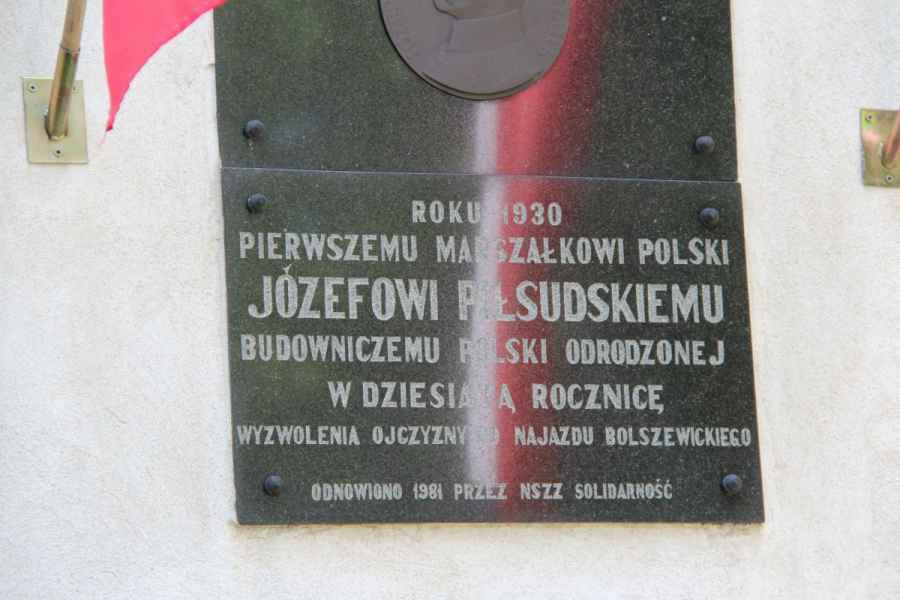 ROKU 1930
PIERWSZEMU MARSZAŁKOWI POLSKI
JÓZEFOWI PIŁSUDSKIEMU
BUDOWNICZEMU POLSKI ODRODZONEJ
W DZIESIĄTĄ ROCZNICĘ
WYZWOLENIA OJCZYZNY OD NAJAZDU BOLSZEWICKIEGO
ODNOWIONO 1981 PRZEZ NSZZ SOLIDARNOŚĆ